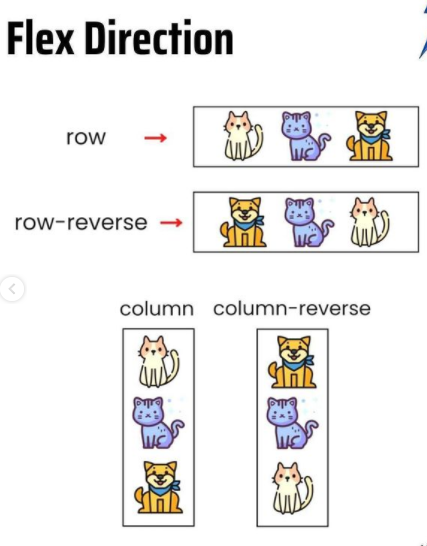 Flex Direction
row
row-reverse
column column-reverse